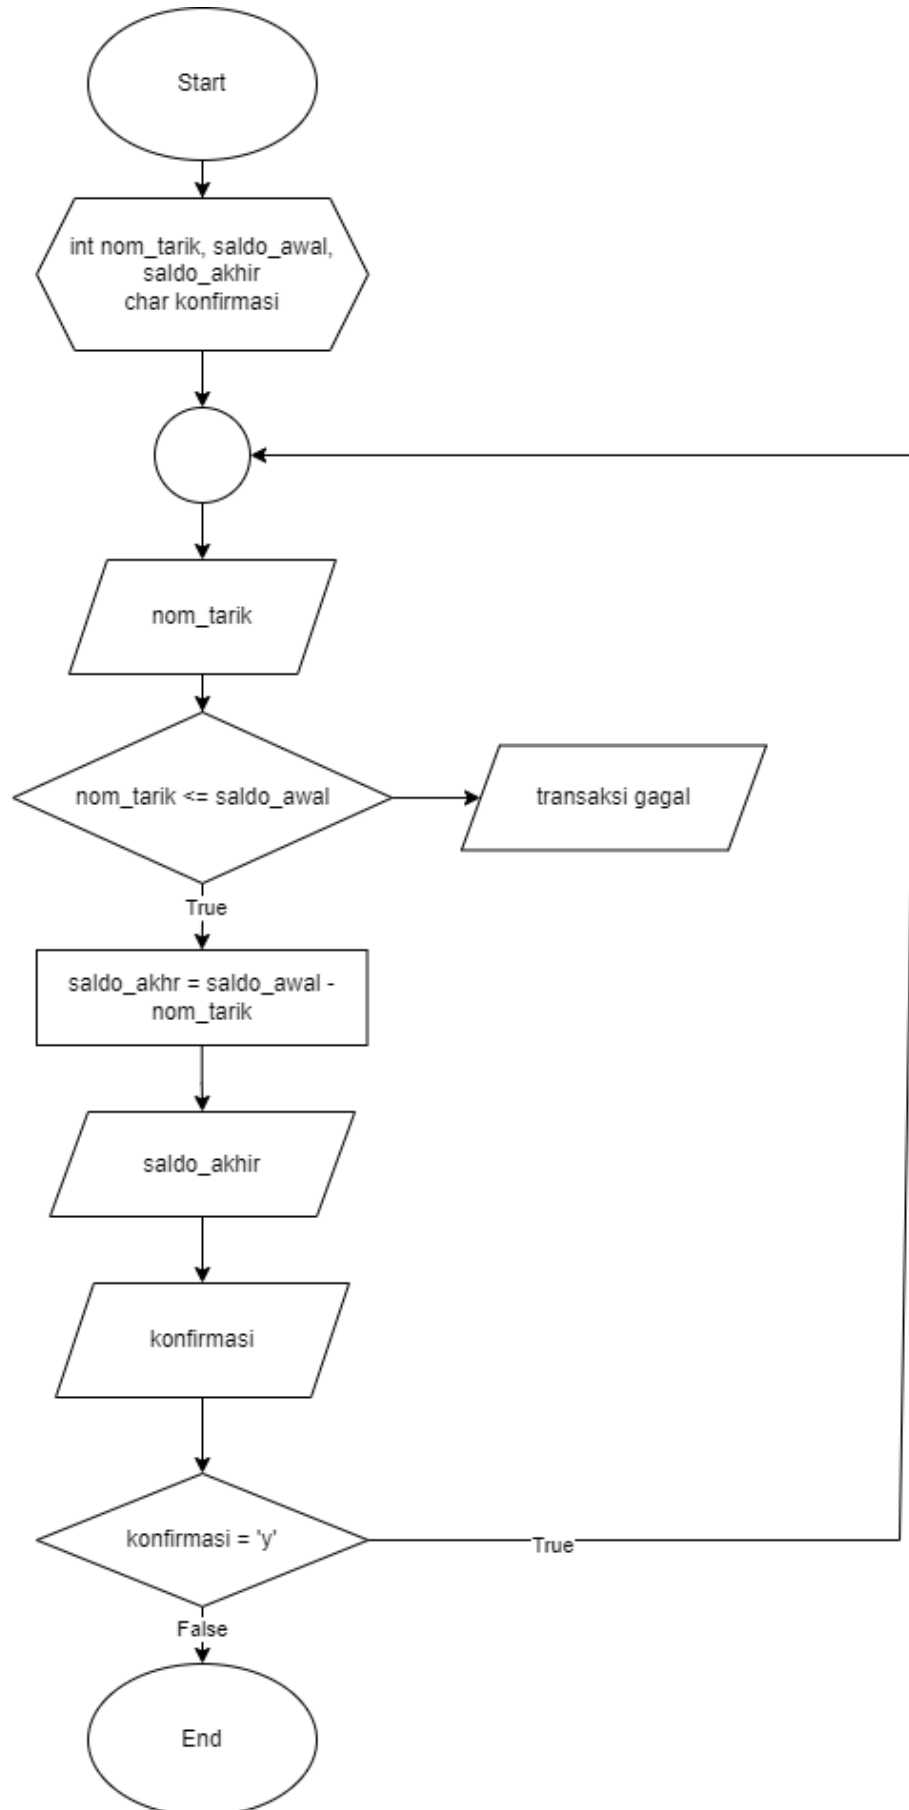 Start
int nom_tarik, saldo_awal,
saldo_akhir
char konfirmasi
nom_tarik
nom_tarik <= saldo_awal
transaksi gagal
True
saldo_akhr = saldo_awal -
nom_tarik
saldo_akhir
konfirmasi
konfirmasi = 'y'
True
False
End